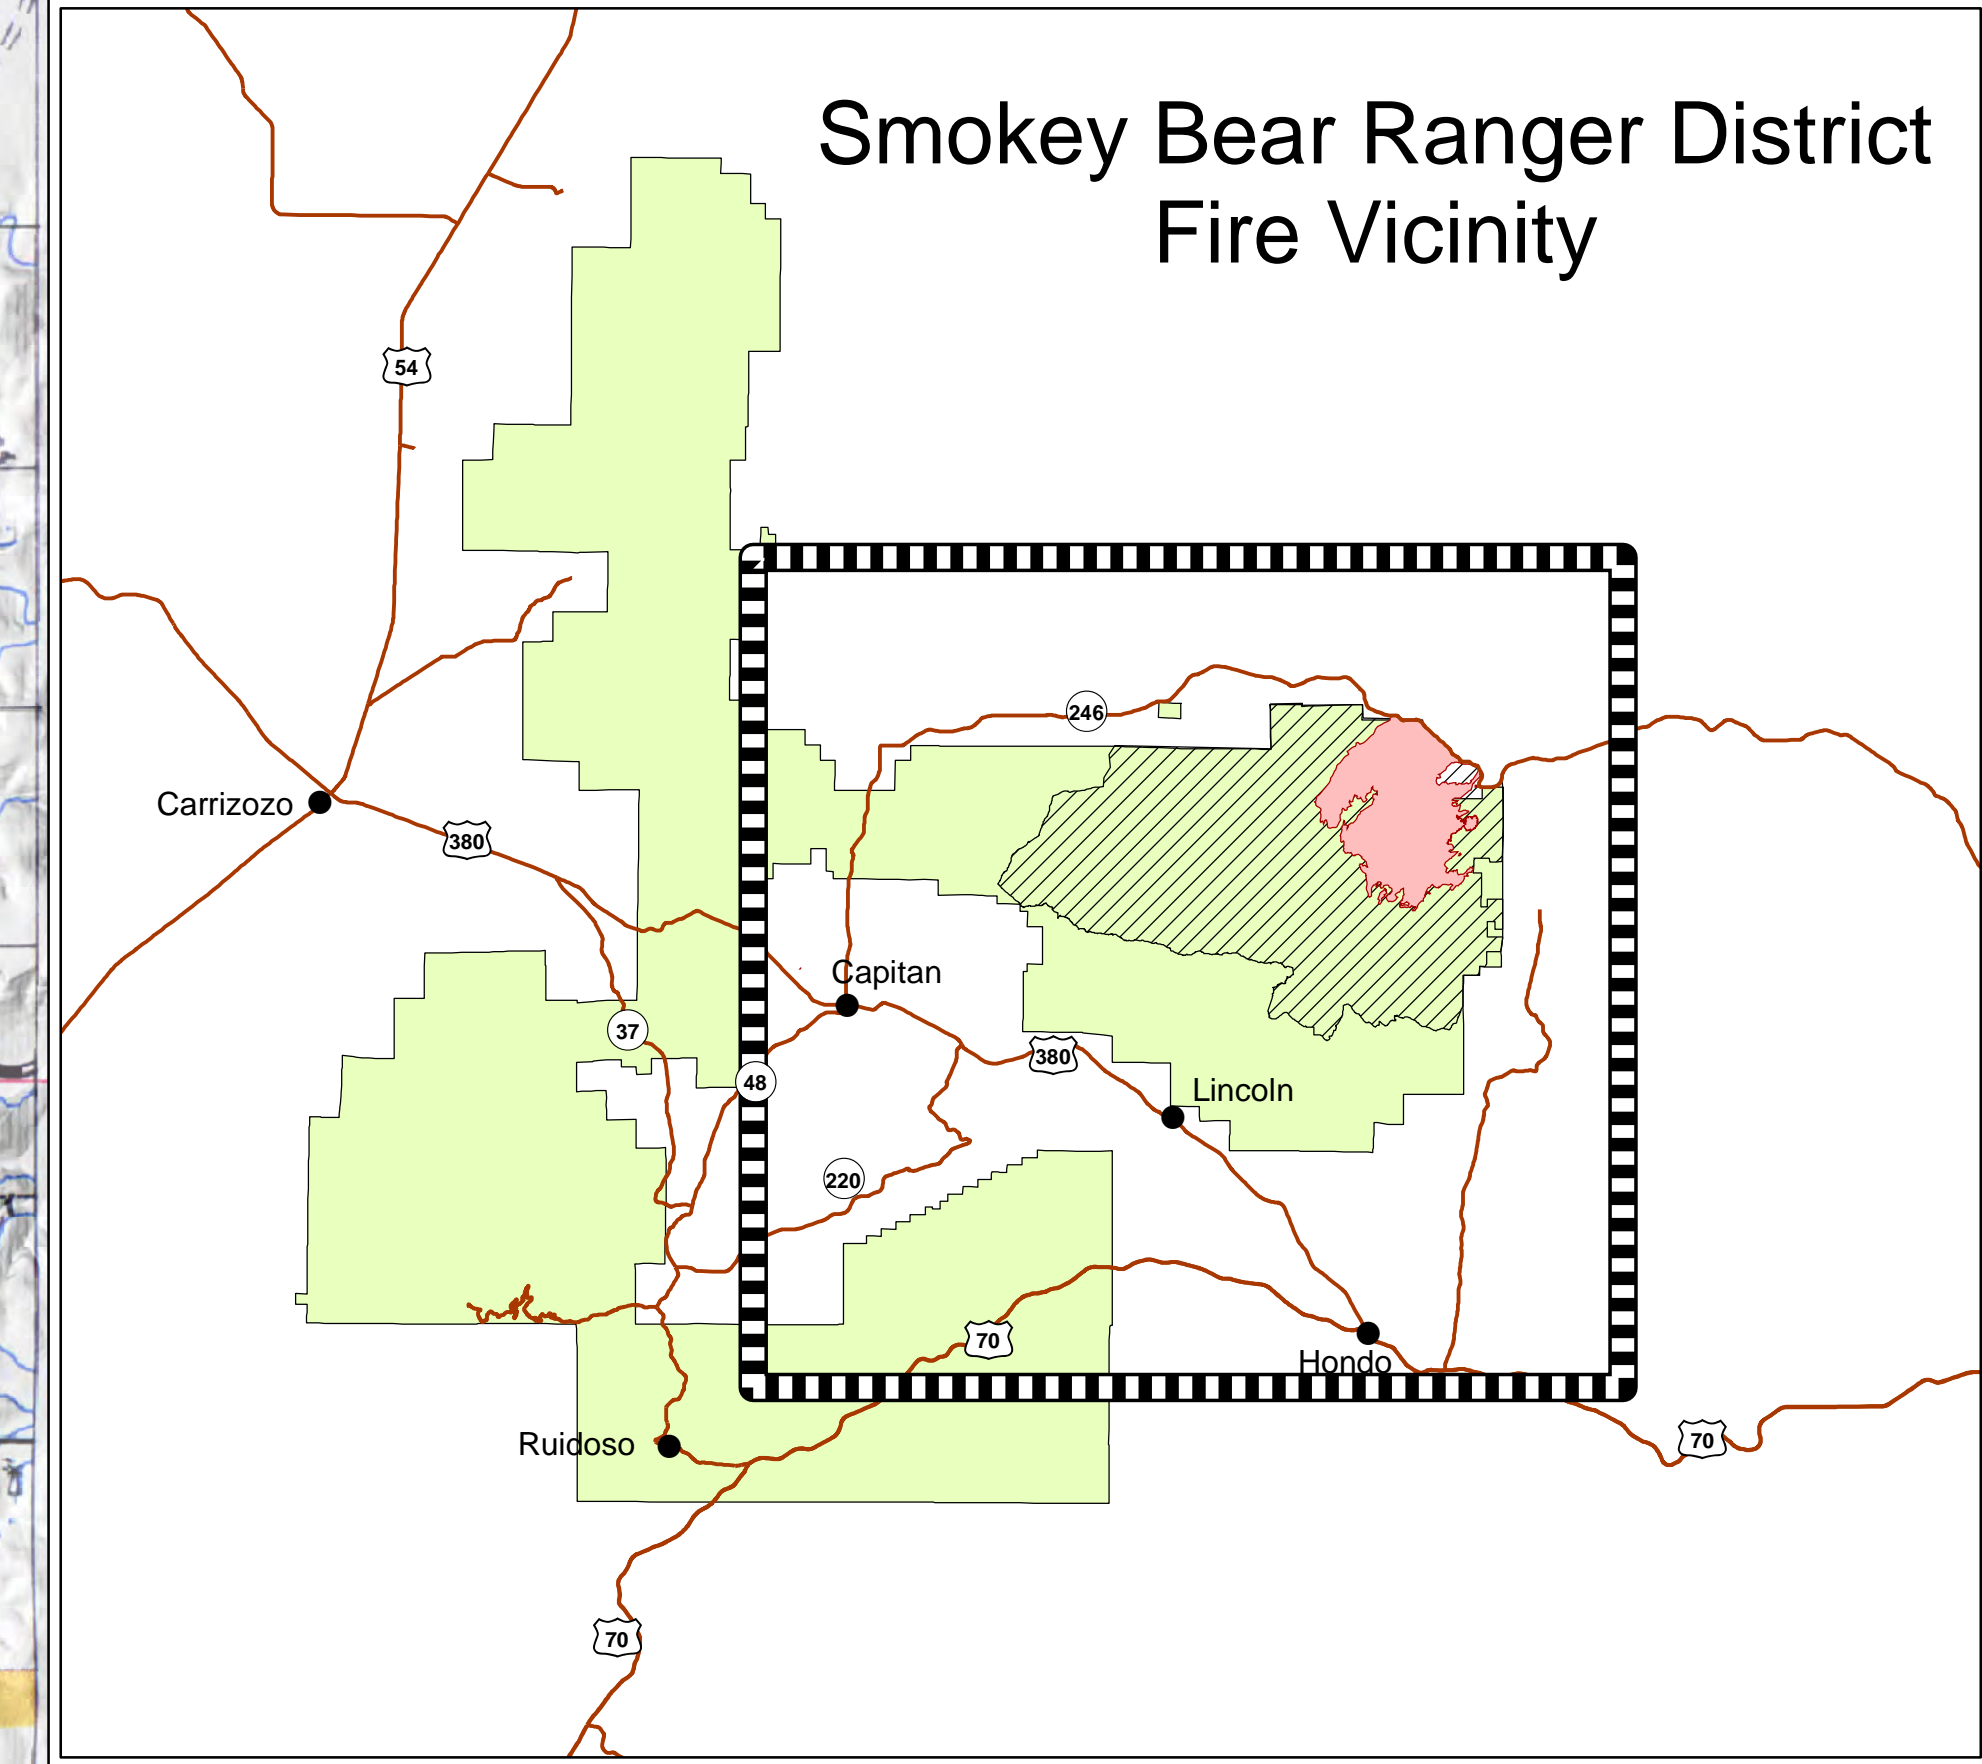 Smokey Bear Ranger District
Fire Vicinity
54
246
Carrizozo
380
Capitan
37
380
48
Lincoln
220
70
Hondo
Ruidoso
70
70